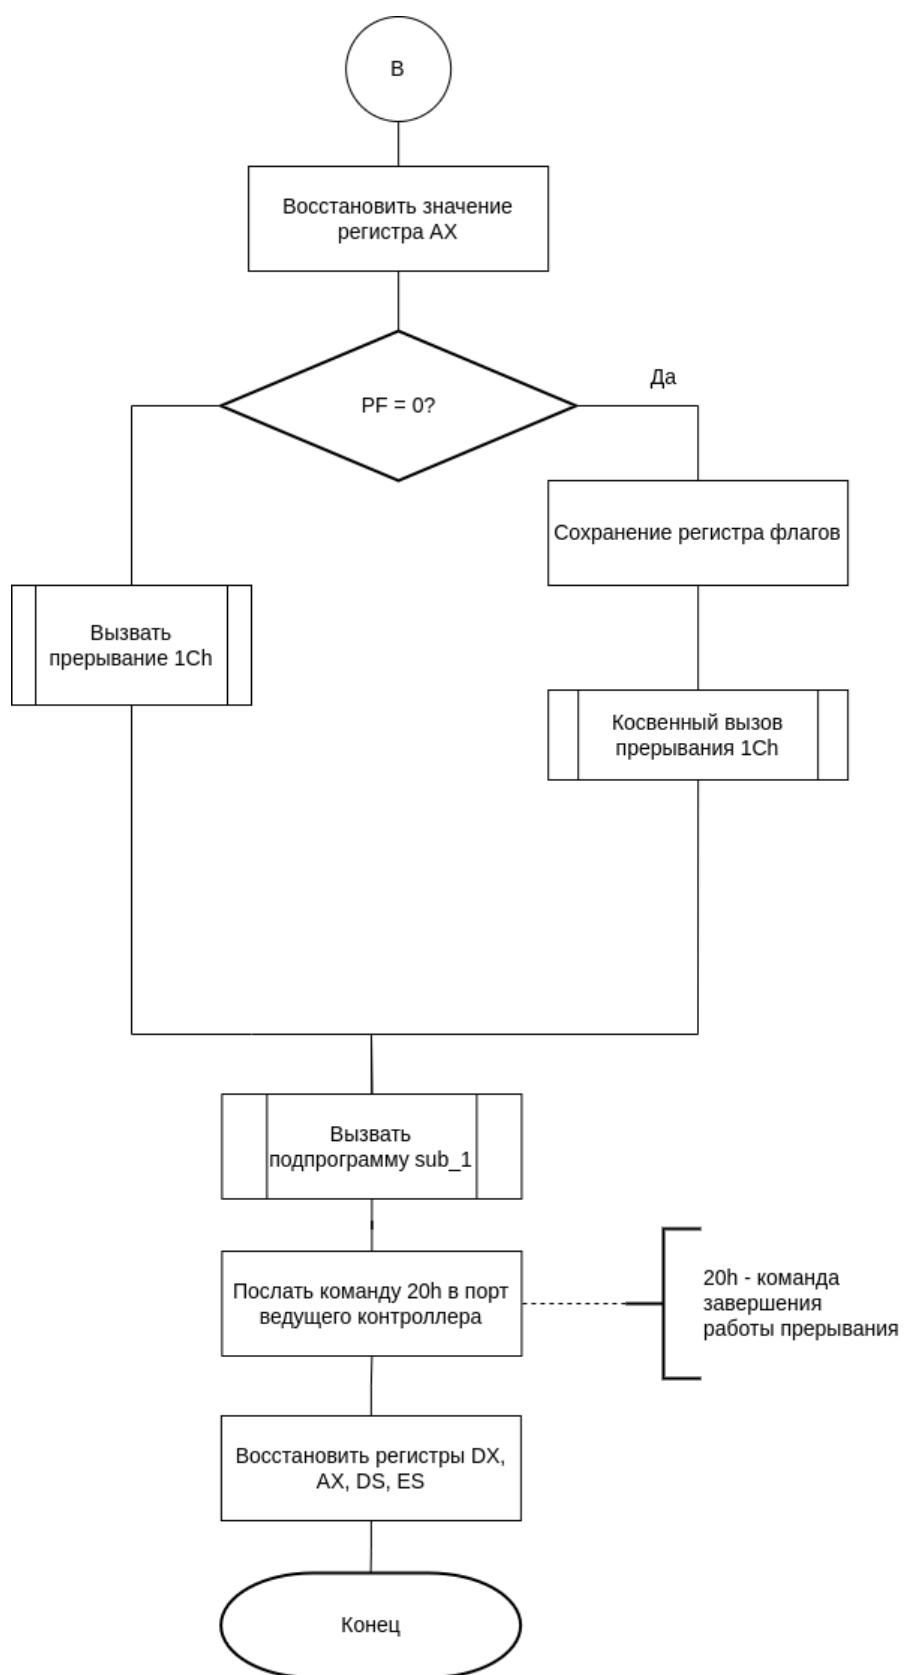 В
Восстановить значение
регистра AX
PF = 0?
Да
Сохранение регистра флагов
Вызвать
прерывание 1Ch
Косвенный вызов
прерывания 1Ch
Вызвать
подпрограмму sub_1
Послать команду 20h в порт
ведущего контроллера
20h - команда
завершения
работы прерывания
Восстановить регистры DX,
AX, DS, ES
Конец